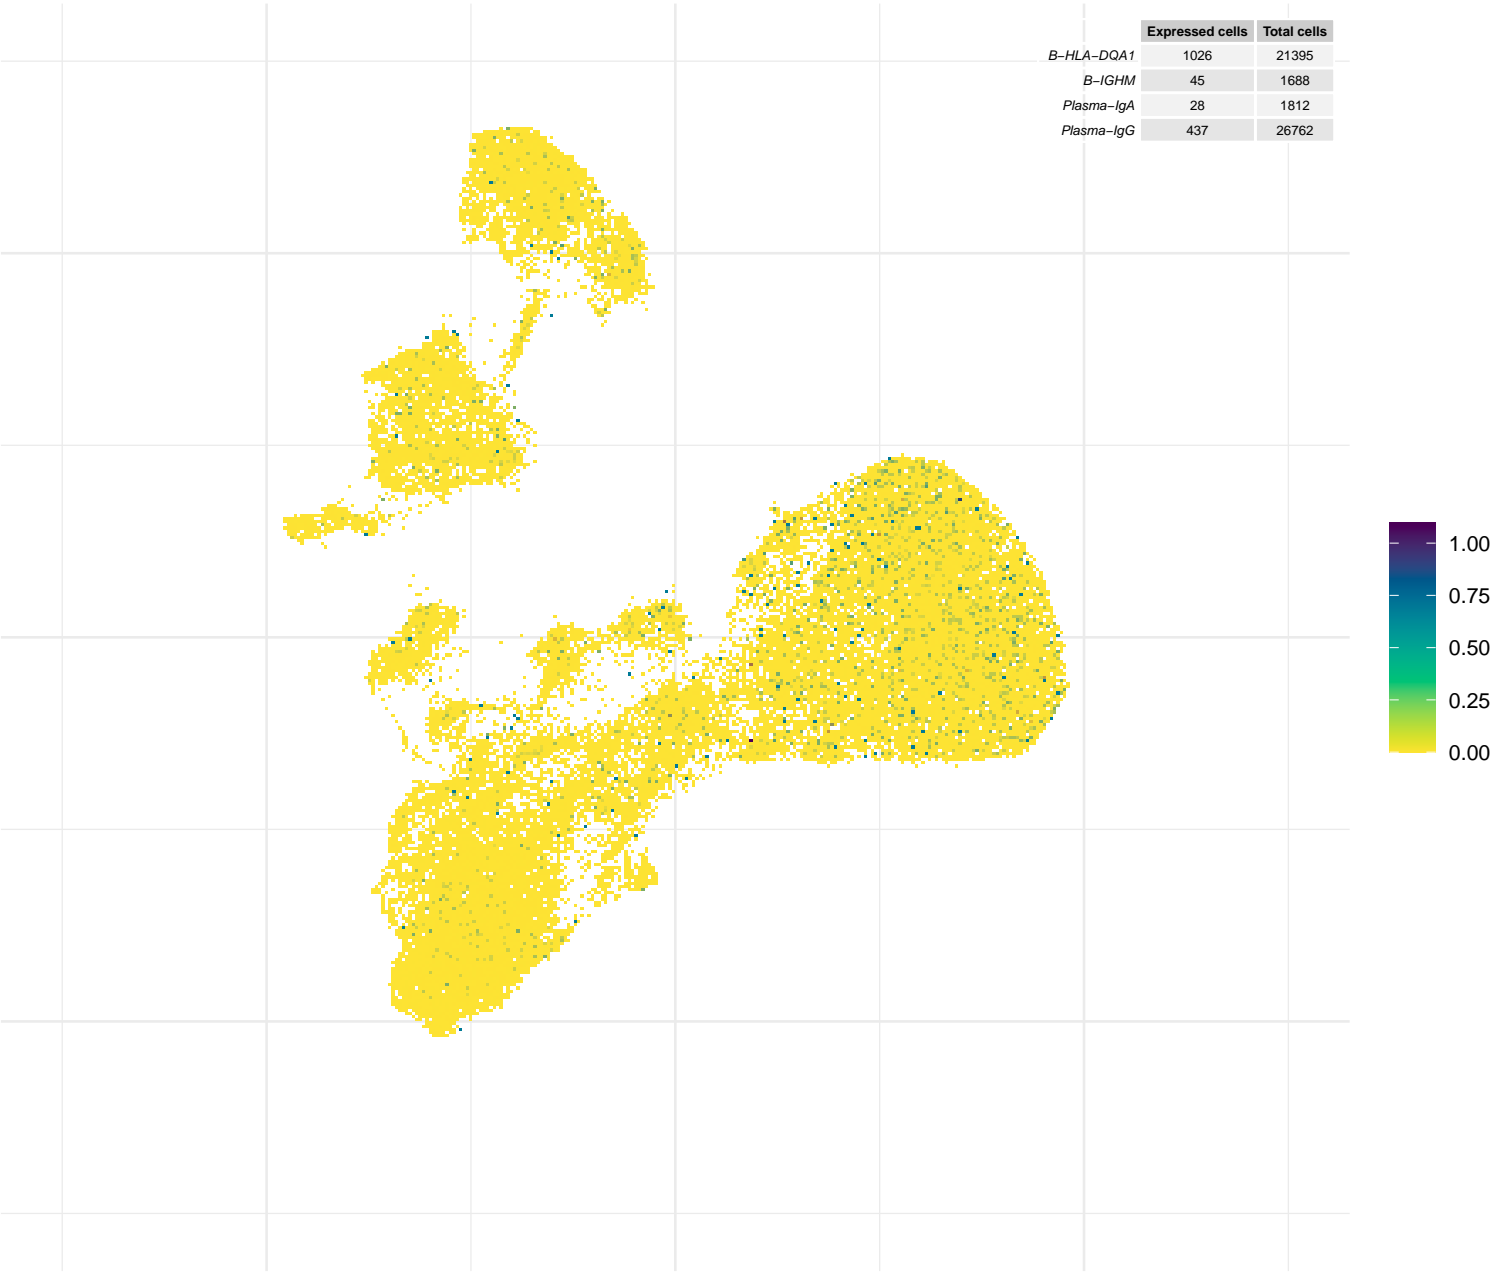 Expressed cells Total cells
B−HLA−DQA1 1026 21395
B−IGHM 45 1688
Plasma−IgA 28 1812
Plasma−IgG 437 26762
1.00
0.75
0.50
0.25
0.00